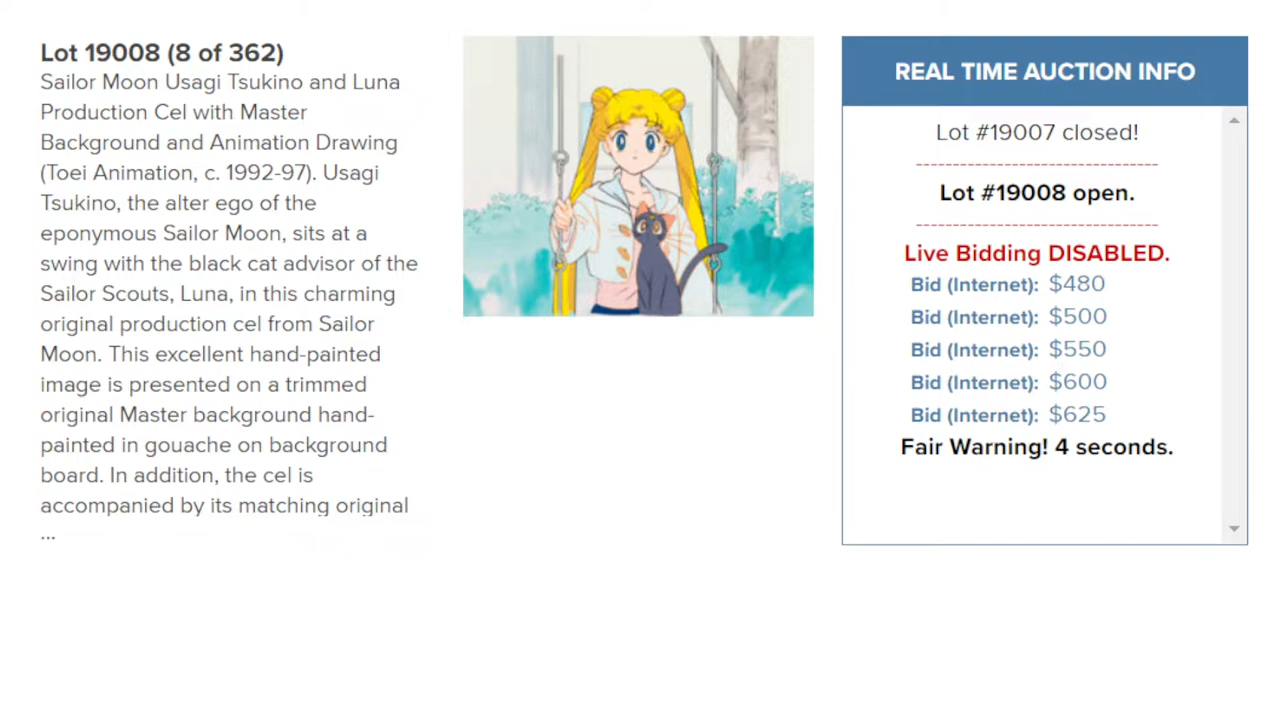 Lot 19008 (8 of 362)
Sailor Moon Usagi Tsukino and Luna
Production Cel with Master
Background and Animation Drawing
(Toei Animation, c. 1992-97). Usagi
Tsukino, the alter ego of the
eponymous Sailor Moon, sits at a
swing with the black cat advisor of the
Sailor Scouts, Luna, in this charming
original production cel from Sailor
Moon. This excellent hand-painted
image is presented on a trimmed
original Master background hand-
painted in gouache on background
board. In addition, the cel is
accompanied by its matching original
...
REAL TIME AUCTION INFO
Lot #19007 closed!
Lot #19008 open.
Live Bidding DISABLED.
Bid (Internet): $480
Bid (Internet): $500
Bid (Internet): $550
Bid (Internet): $600
Bid (Internet): $625
Fair Warning! 4 seconds.